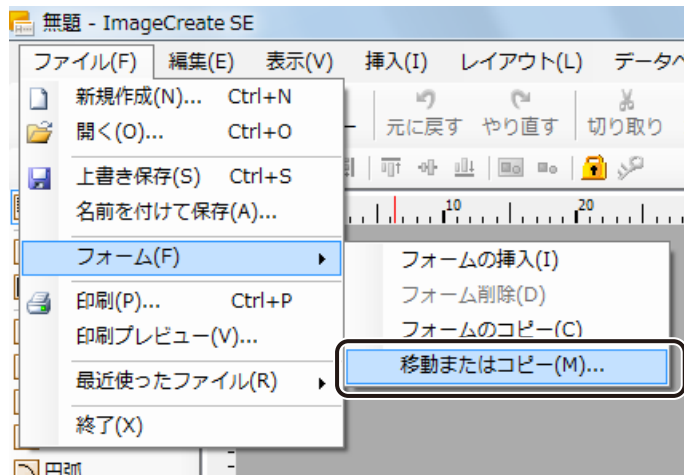 無題 - ImageCreate SE
ファイル(F) 編集(E) 表示(V) 挿入(I) レイアウト(L) データベ
元に戻す やり直す 切り取り
新規作成(N)... Ctrl+N
開く(O)... Ctrl+O
上書き保存(S) Ctrl+S
名前を付けて保存(A)...
10 20
フォーム(F)
フォームの挿入(I)
フォーム削除(D)
フォームのコピー(C)
移動またはコピー(M)...
印刷(P)... Ctrl+P
印刷プレビュー(V)...
最近使ったファイル(R)
終了(X)
円弧